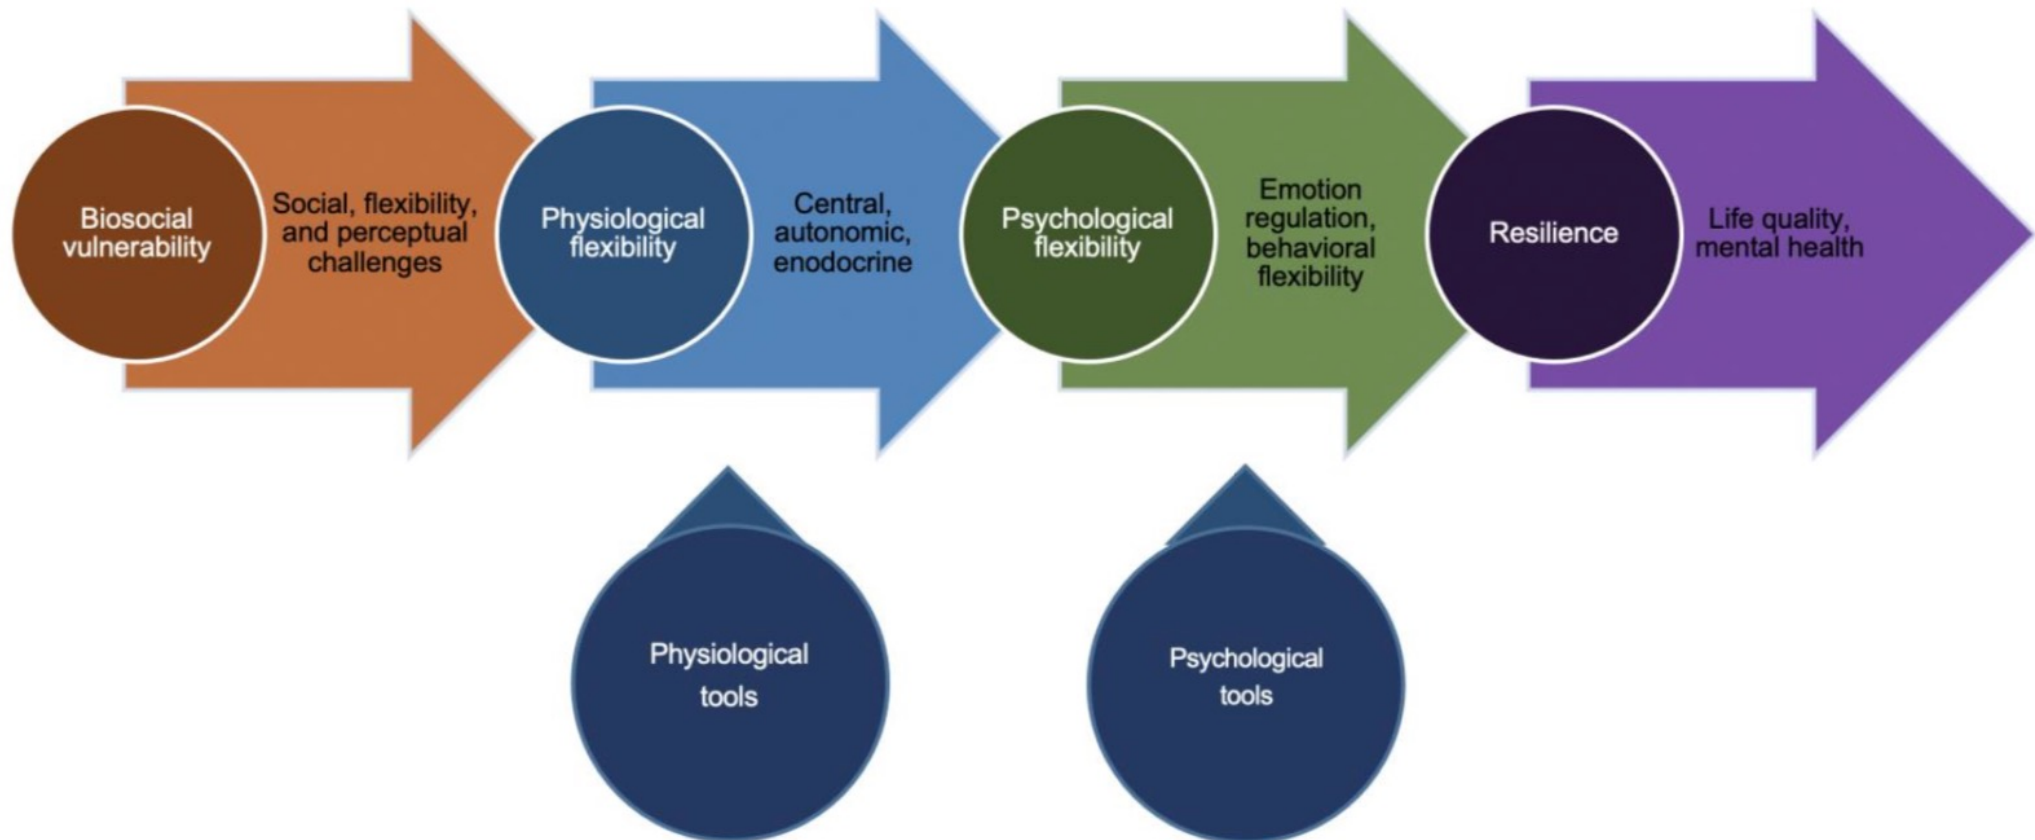 Biosocial
vulnerability
Social, flexibility,
and perceptual
challenges
Physiological
flexibility
Central,
autonomic,
enodocrine
Psychological
flexibility
Emotion
regulation,
behavioral
flexibility
Resilience
Life quality,
mental health
Physiological
tools
Psychological
tools